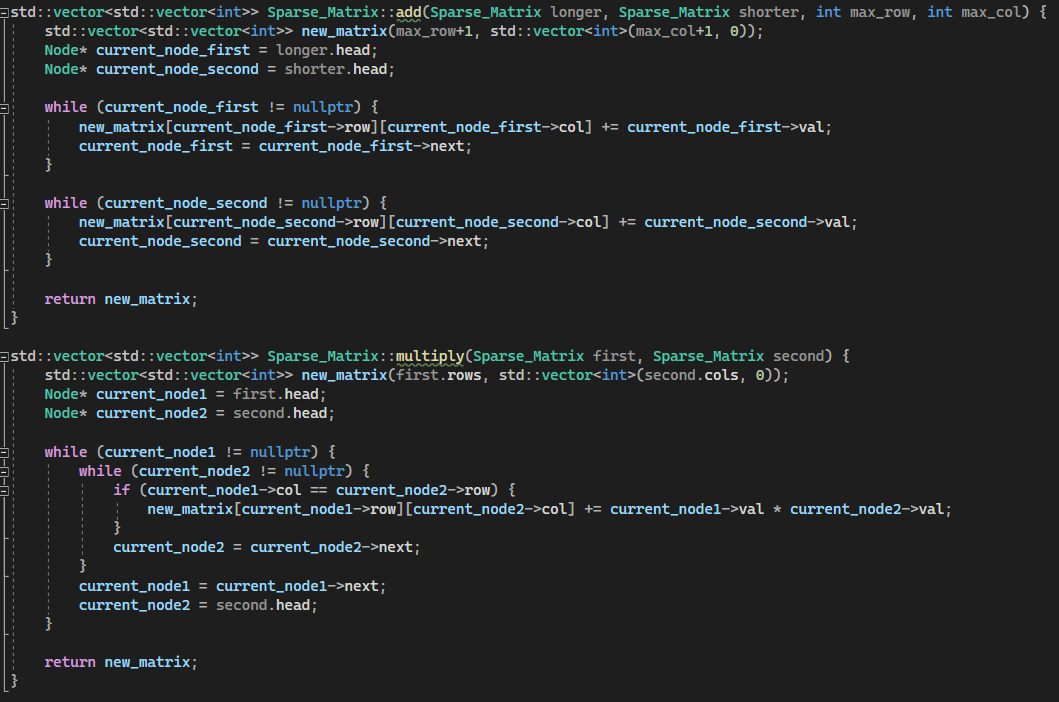 std::vector<std::vector<int>> Sparse_Matrix::add(Sparse_Matrix longer, Sparse_Matrix shorter, int max_row, int max_col) {
    std::vector<std::vector<int>> new_matrix(max_row+1, std::vector<int>(max_col+1, 0));
    Node* current_node_first = longer.head;
    Node* current_node_second = shorter.head;

    while (current_node_first != nullptr) {
        new_matrix[current_node_first->row][current_node_first->col] += current_node_first->val;
        current_node_first = current_node_first->next;
    }

    while (current_node_second != nullptr) {
        new_matrix[current_node_second->row][current_node_second->col] += current_node_second->val;
        current_node_second = current_node_second->next;
    }

    return new_matrix;
}

std::vector<std::vector<int>> Sparse_Matrix::multiply(Sparse_Matrix first, Sparse_Matrix second) {
    std::vector<std::vector<int>> new_matrix(first.rows, std::vector<int>(second.cols, 0));
    Node* current_node1 = first.head;
    Node* current_node2 = second.head;

    while (current_node1 != nullptr) {
        while (current_node2 != nullptr) {
            if (current_node1->col == current_node2->row) {
                new_matrix[current_node1->row][current_node2->col] += current_node1->val * current_node2->val;
            }
            current_node2 = current_node2->next;
        }
        current_node1 = current_node1->next;
        current_node2 = second.head;
    }

    return new_matrix;
}